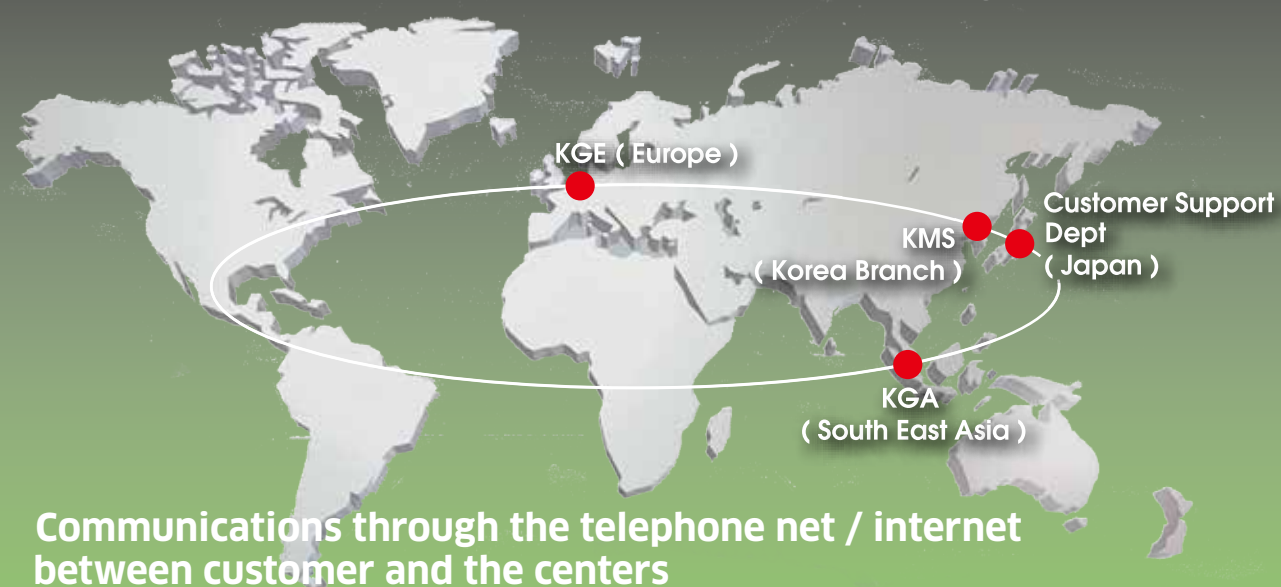 KGE ( Europe )
Customer Support
Dept
( Japan )
KMS
( Korea Branch )
KGA
( South East Asia )
Communications through the telephone net / internet
between customer and the centers